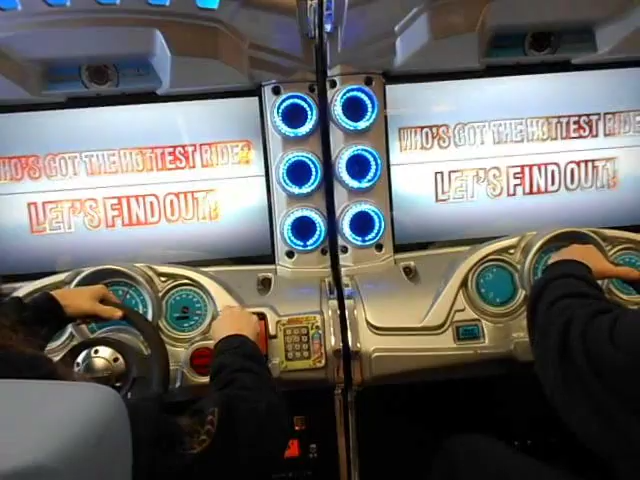 WHO'S GOT THE HOTTEST RIDE?
LET'S FIND OUT!
WHO'S GOT THE HOTTEST RIDE
LET'S FIND OUT!